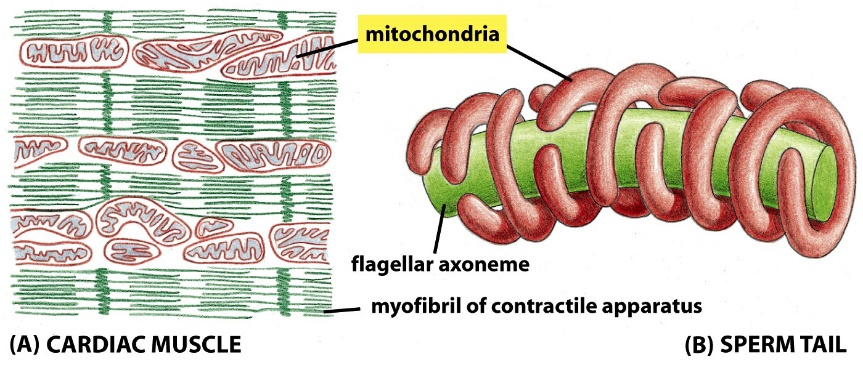 mitochondria
flagellar axoneme
myofibril of contractile apparatus
(A) CARDIAC MUSCLE
(B) SPERM TAIL